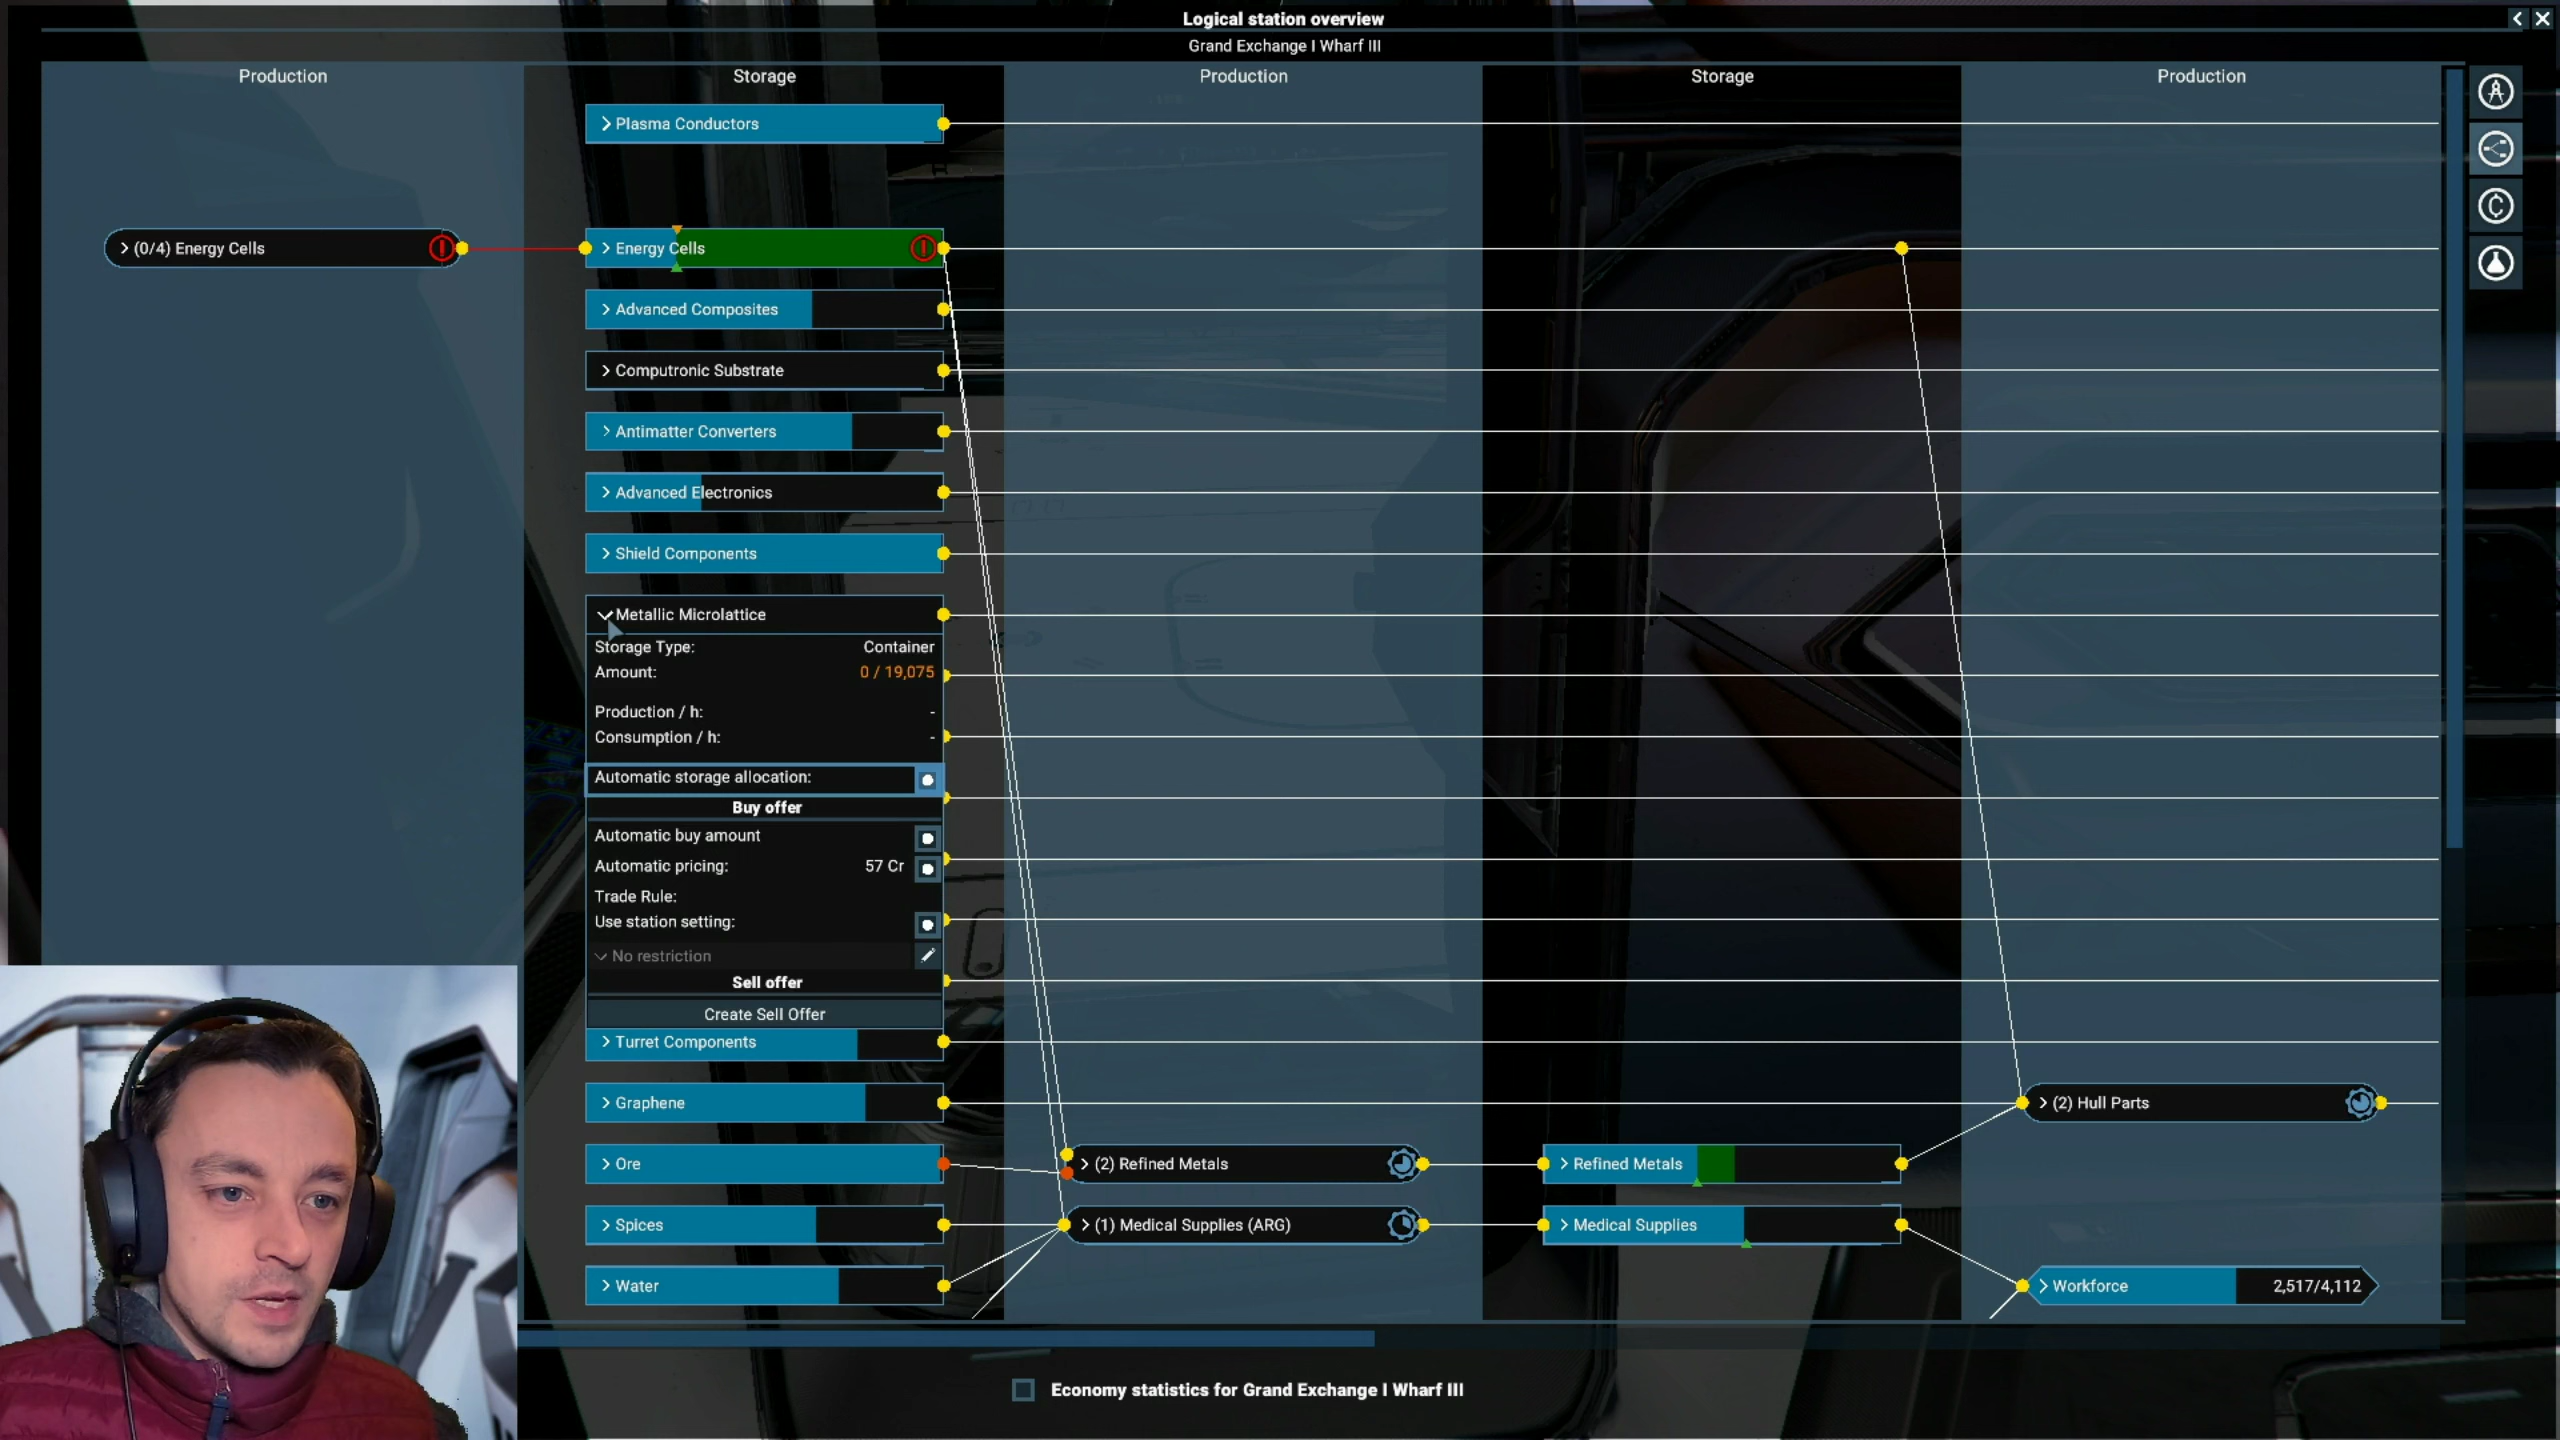 Logical station overview
Grand Exchange I Wharf III
Production
Storage
Production
Storage
Production
Plasma Conductors
(0/4) Energy Cells
Energy Cells
Advanced Composites
Computronic Substrate
Antimatter Converters
Advanced Electronics
Shield Components
Metallic Microlattice
Storage Type: Container
Amount: 0 / 19,075
Production / h: -
Consumption / h: -
Automatic storage allocation:
Buy offer
Automatic buy amount
Automatic pricing: 57 Cr
Trade Rule:
Use station setting:
No restriction
Sell offer
Create Sell Offer
Turret Components
Graphene
(2) Hull Parts
Ore
(2) Refined Metals
Refined Metals
Spices
(1) Medical Supplies (ARG)
Medical Supplies
Water
Workforce 2,517/4,112
Economy statistics for Grand Exchange I Wharf III